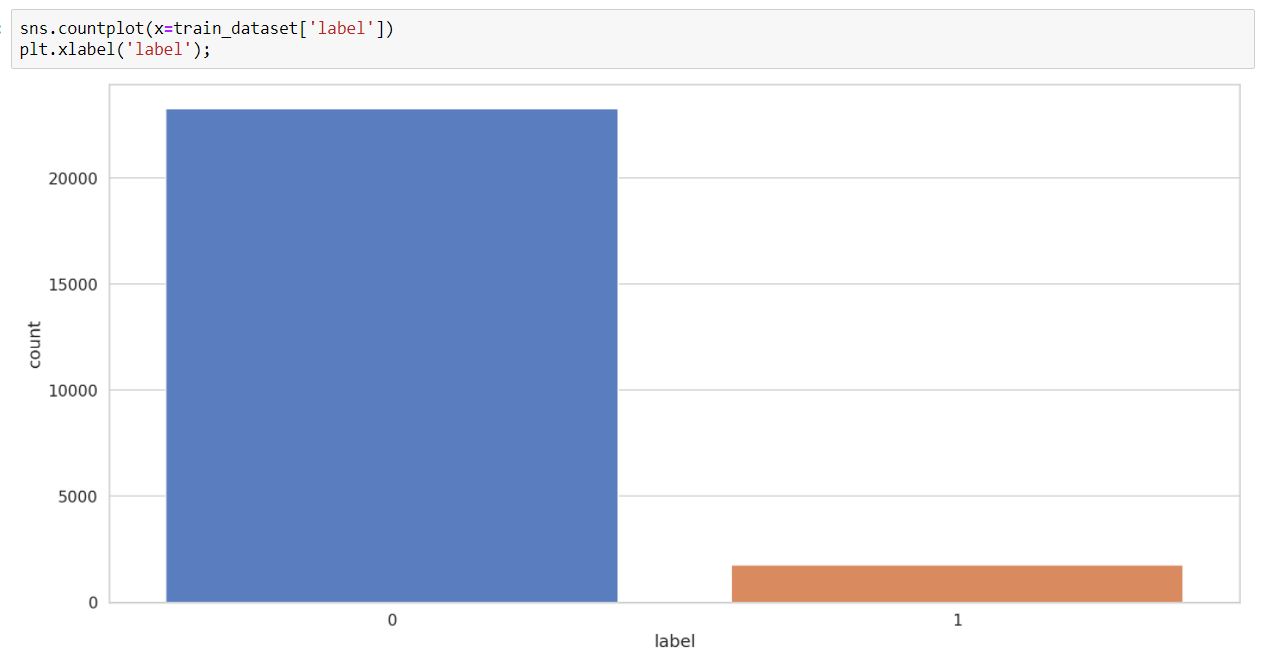 sns.countplot(x=train_dataset['label'])
plt.xlabel('label');
20000
15000
10000
5000
0
count
0 1
label